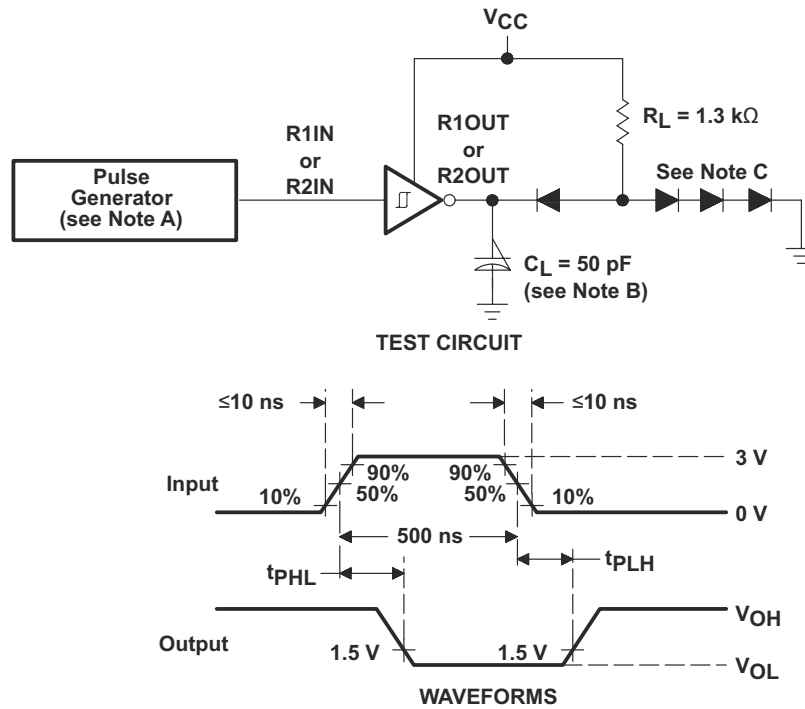 VCC
RL = 1.3 kΩ
R1IN
or
R2IN
R1OUT
or
R2OUT
See Note C
Pulse
Generator
(see Note A)
CL = 50 pF
(see Note B)
TEST CIRCUIT
≤10 ns
≤10 ns
Input
10%
90%
50%
90%
50%
10%
3 V
0 V
500 ns
tPHL
tPLH
Output
1.5 V
1.5 V
VOH
VOL
WAVEFORMS